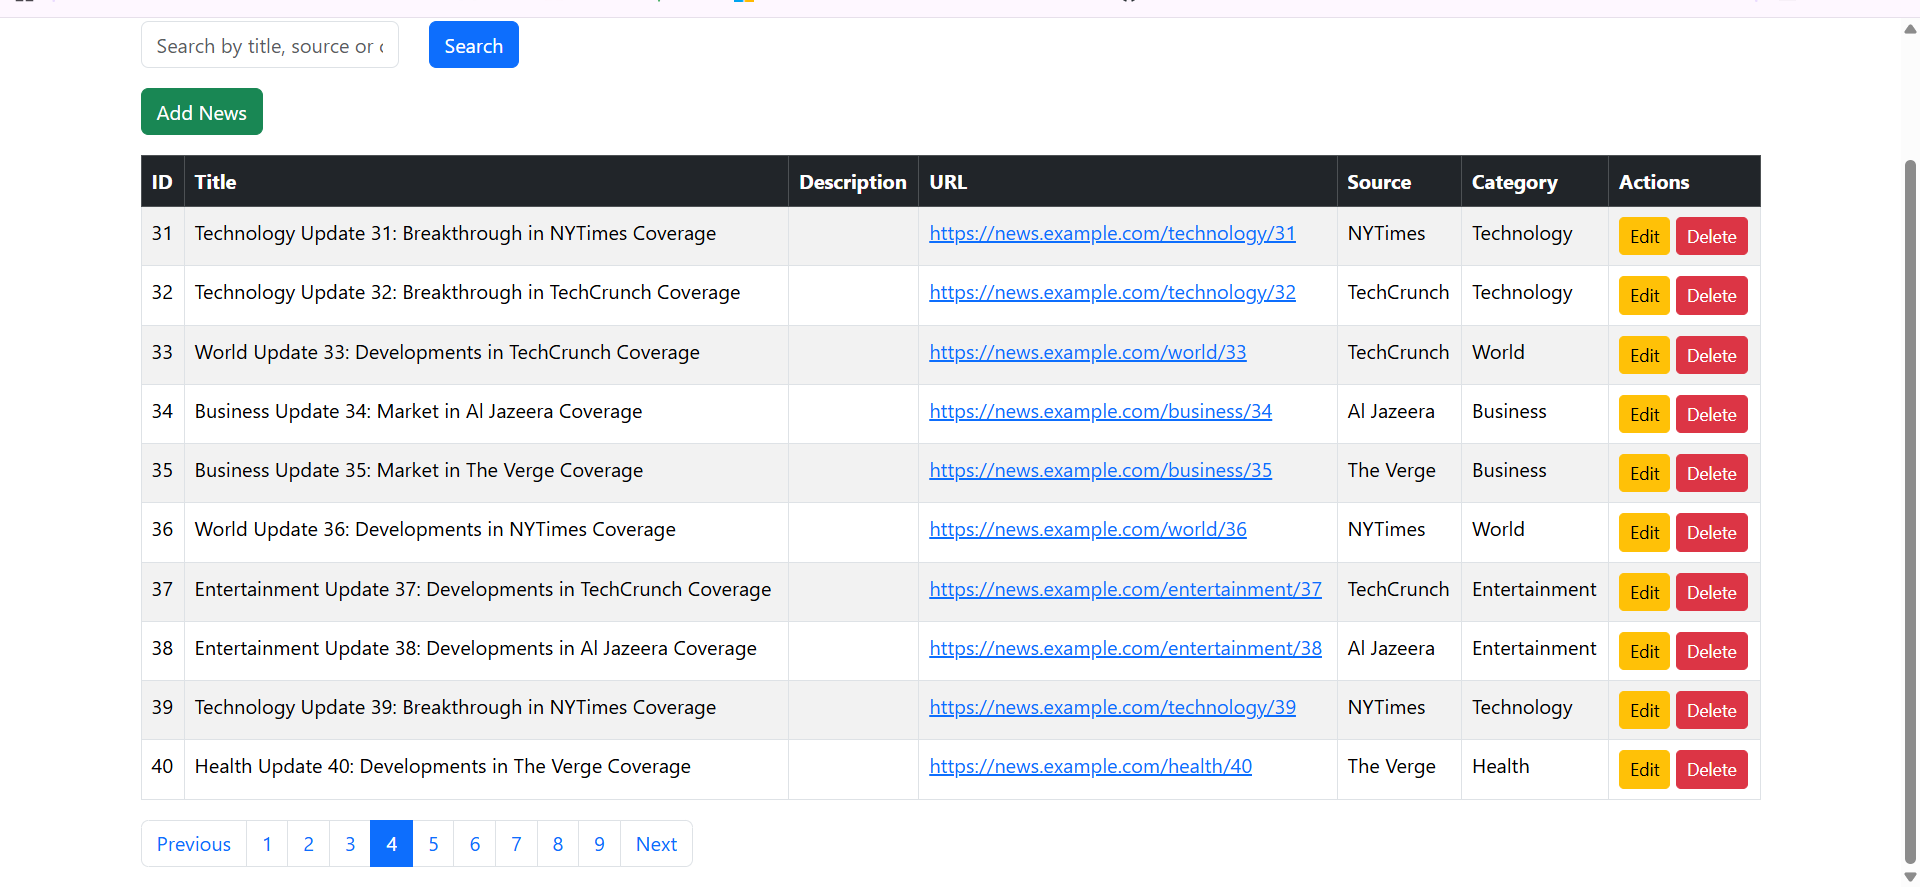 Search by title, source or c
Search
Add News
ID Title Description URL Source Category Actions
31 Technology Update 31: Breakthrough in NYTimes Coverage https://news.example.com/technology/31 NYTimes Technology Edit Delete
32 Technology Update 32: Breakthrough in TechCrunch Coverage https://news.example.com/technology/32 TechCrunch Technology Edit Delete
33 World Update 33: Developments in TechCrunch Coverage https://news.example.com/world/33 TechCrunch World Edit Delete
34 Business Update 34: Market in Al Jazeera Coverage https://news.example.com/business/34 Al Jazeera Business Edit Delete
35 Business Update 35: Market in The Verge Coverage https://news.example.com/business/35 The Verge Business Edit Delete
36 World Update 36: Developments in NYTimes Coverage https://news.example.com/world/36 NYTimes World Edit Delete
37 Entertainment Update 37: Developments in TechCrunch Coverage https://news.example.com/entertainment/37 TechCrunch Entertainment Edit Delete
38 Entertainment Update 38: Developments in Al Jazeera Coverage https://news.example.com/entertainment/38 Al Jazeera Entertainment Edit Delete
39 Technology Update 39: Breakthrough in NYTimes Coverage https://news.example.com/technology/39 NYTimes Technology Edit Delete
40 Health Update 40: Developments in The Verge Coverage https://news.example.com/health/40 The Verge Health Edit Delete
Previous 1 2 3 4 5 6 7 8 9 Next